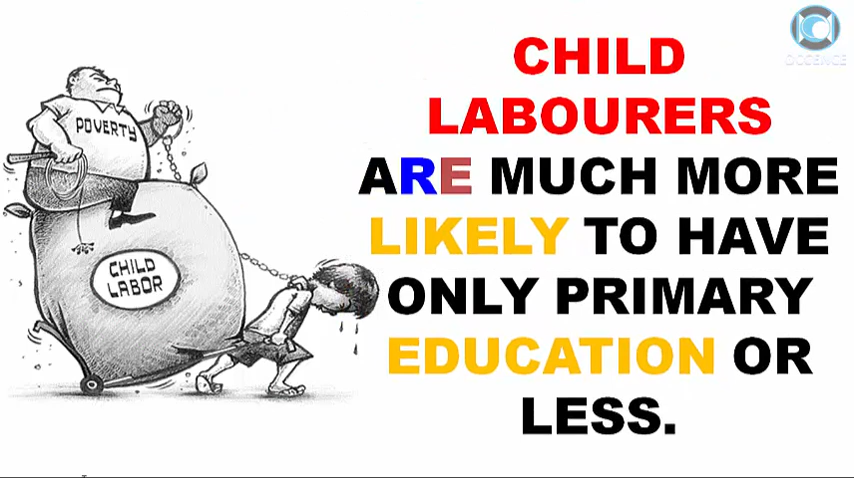 POVERTY
CHILD
LABOR
CHILD
LABOURERS
ARE MUCH MORE
LIKELY TO HAVE
ONLY PRIMARY
EDUCATION OR
LESS.